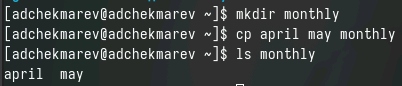 [adchekmarev@adchekmarev ~]$ mkdir monthly
[adchekmarev@adchekmarev ~]$ cp april may monthly
[adchekmarev@adchekmarev ~]$ ls monthly
april  may